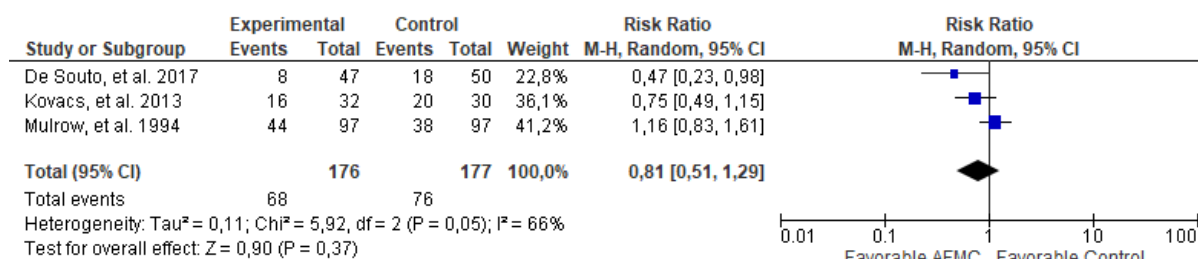 Experimental Control Risk Ratio Risk Ratio
Study or Subgroup Events Total Events Total Weight M-H, Random, 95% CI M-H, Random, 95% CI
De Souto, et al. 2017 8 47 18 50 22,8% 0,47 [0,23, 0,98]
Kovacs, et al. 2013 16 32 20 30 36,1% 0,75 [0,49, 1,15]
Mulrow, et al. 1994 44 97 38 97 41,2% 1,16 [0,83, 1,61]
Total (95% CI) 176 177 100,0% 0,81 [0,51, 1,29]
Total events 68 76
Heterogeneity: Tau² = 0,11; Chi² = 5,92, df = 2 (P = 0,05); I² = 66%
Test for overall effect: Z = 0,90 (P = 0,37)
0.01 0.1 1 10 100
Favorable AFMC Favorable Control